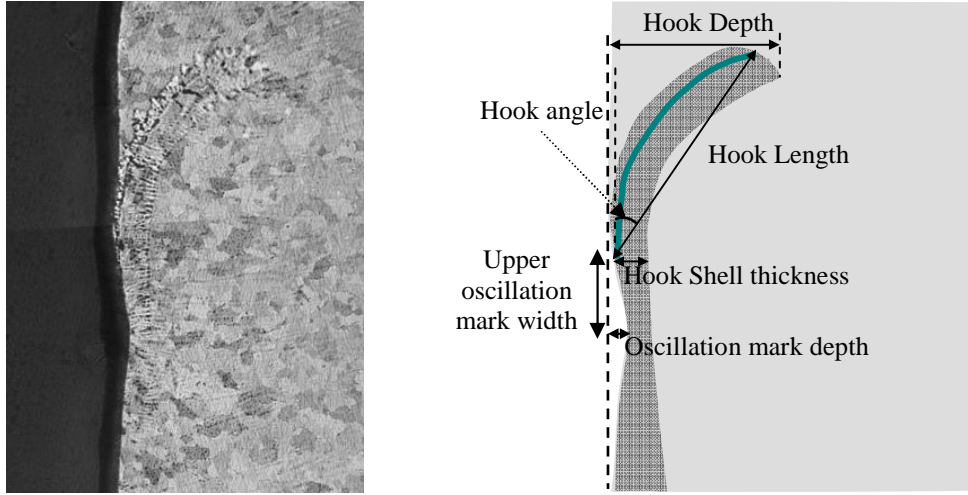 Hook Depth
Hook angle
Hook Length
Upper
oscillation
mark width
Hook Shell thickness
Oscillation mark depth